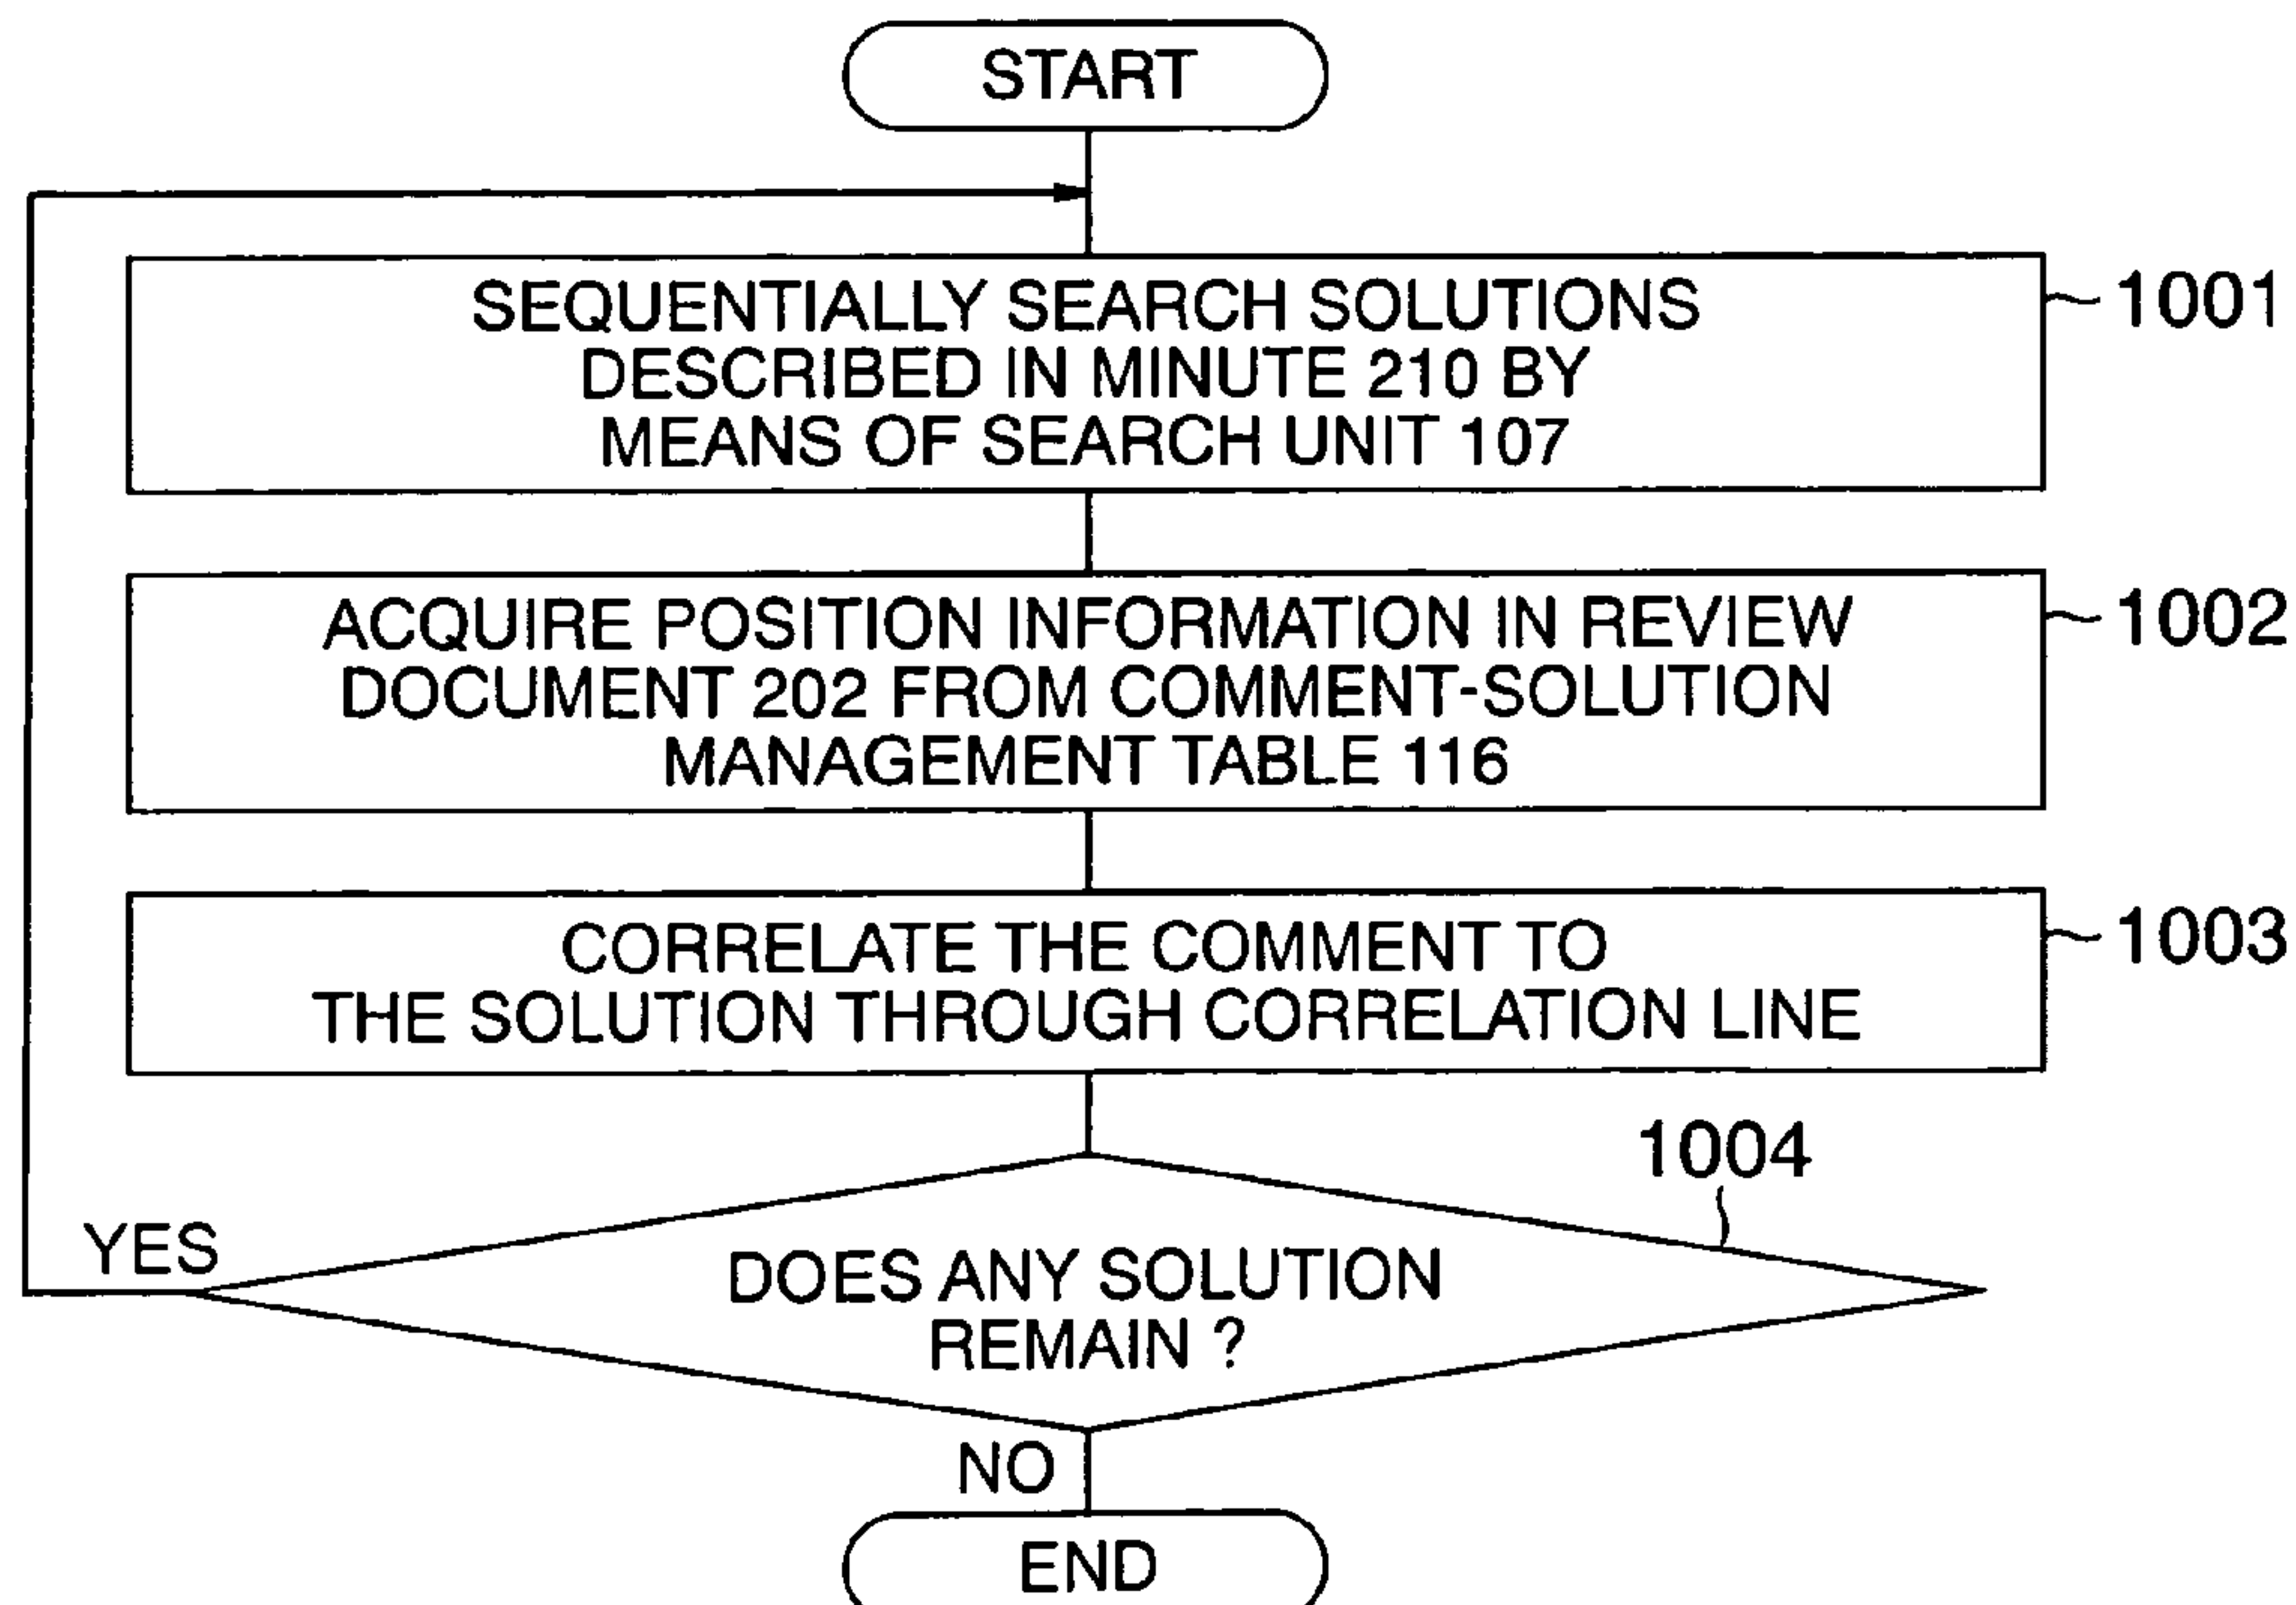 START
SEQUENTIALLY SEARCH SOLUTIONS
DESCRIBED IN MINUTE 210 BY
MEANS OF SEARCH UNIT 107
1001
ACQUIRE POSITION INFORMATION IN REVIEW
DOCUMENT 202 FROM COMMENT-SOLUTION
MANAGEMENT TABLE 116
1002
CORRELATE THE COMMENT TO
THE SOLUTION THROUGH CORRELATION LINE
1003
1004
YES
DOES ANY SOLUTION
REMAIN ?
NO
END